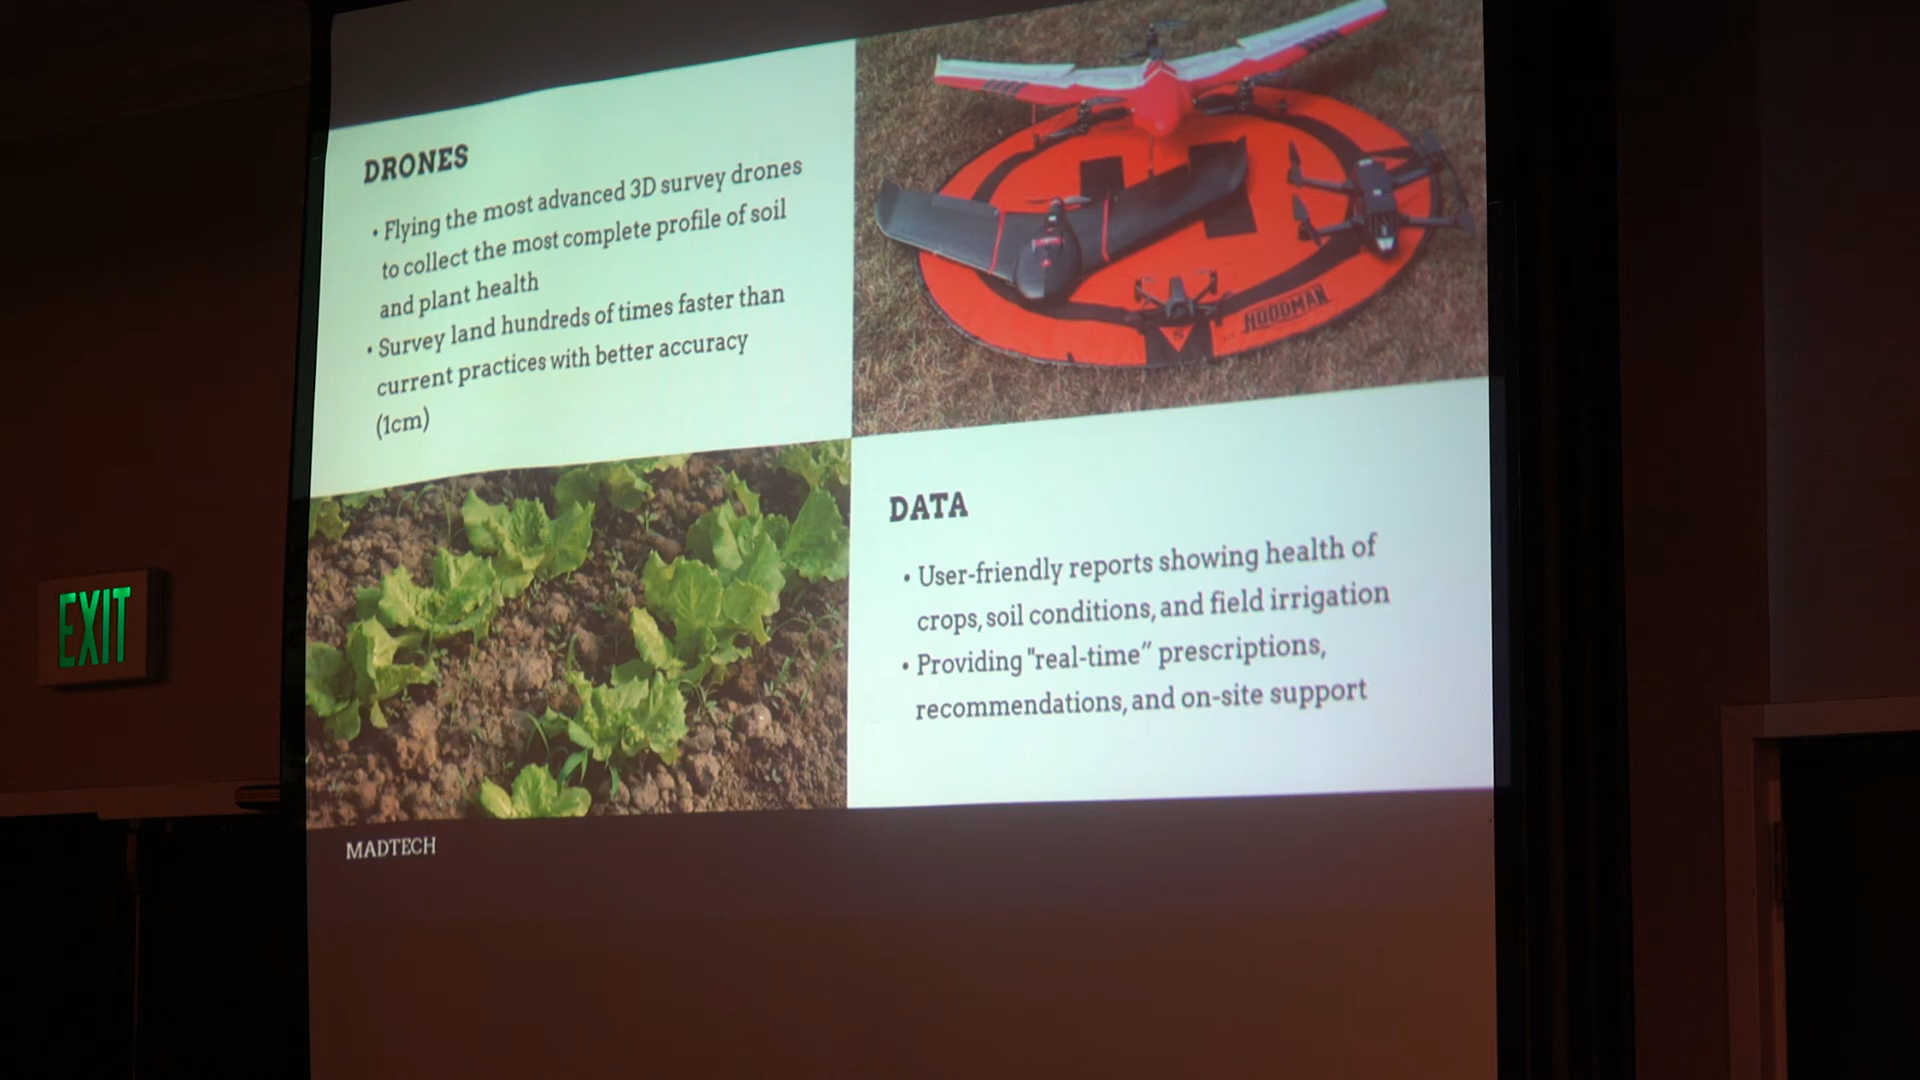 DRONES
• Flying the most advanced 3D survey drones
to collect the most complete profile of soil
and plant health
• Survey land hundreds of times faster than
current practices with better accuracy
(1cm)
HOODMAN
DATA
• User-friendly reports showing health of
crops, soil conditions, and field irrigation
• Providing "real-time” prescriptions,
recommendations, and on-site support
EXIT
MADTECH